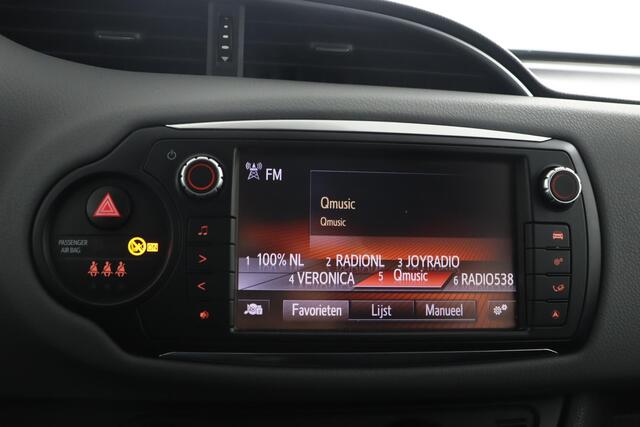 FM
Qmusic
Qmusic
1 100% NL 2 RADIONL 3 JOYRADIO
4 VERONICA 5 Qmusic 6 RADIO538
Favorieten Lijst Manueel
PASSENGER
AIR BAG
ON